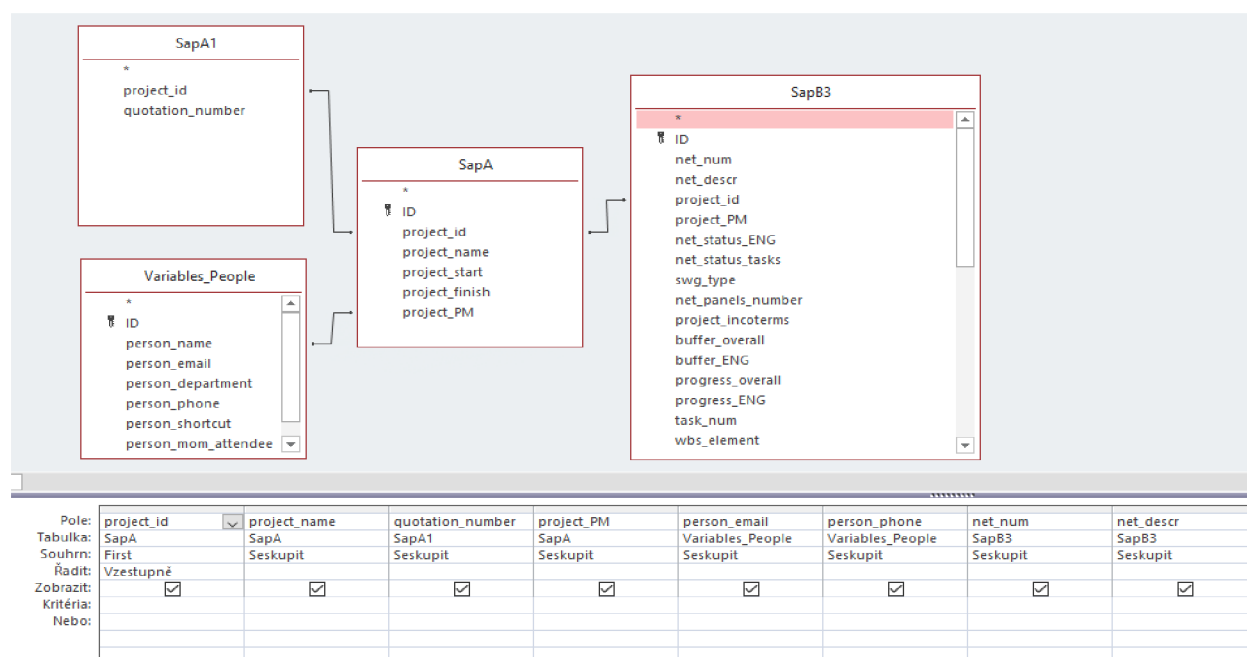 SapA1
*
project_id
quotation_number
SapA
*
ID
project_id
project_name
project_start
project_finish
project_PM
Variables_People
*
ID
person_name
person_email
person_department
person_phone
person_shortcut
person_mom_attendee
SapB3
*
ID
net_num
net_descr
project_id
project_PM
net_status_ENG
net_status_tasks
swg_type
net_panels_number
project_incoterms
buffer_overall
buffer_ENG
progress_overall
progress_ENG
task_num
wbs_element
Pole: project_id project_name quotation_number project_PM person_email person_phone net_num net_descr
Tabulka: SapA SapA SapA1 SapA Variables_People Variables_People SapB3 SapB3
Souhrn: First Seskupit Seskupit Seskupit Seskupit Seskupit Seskupit Seskupit
Řadit: Vzestupně
Zobrazit:
Kritéria:
Nebo: